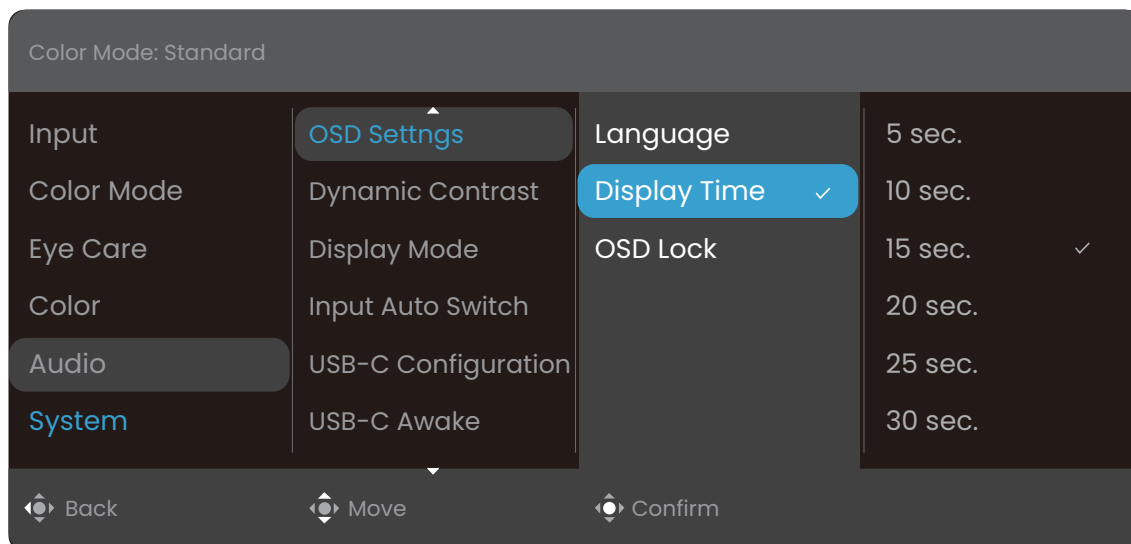 Color Mode: Standard
Input
Color Mode
Eye Care
Color
Audio
System
OSD Settngs
Dynamic Contrast
Display Mode
Input Auto Switch
USB-C Configuration
USB-C Awake
Language
Display Time
OSD Lock
5 sec.
10 sec.
15 sec.
20 sec.
25 sec.
30 sec.
Back
Move
Confirm